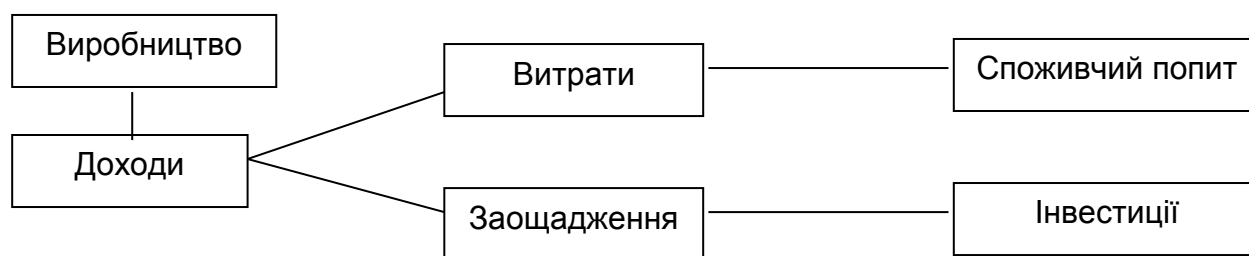 Виробництво
Доходи
Витрати
Заощадження
Споживчий попит
Інвестиції